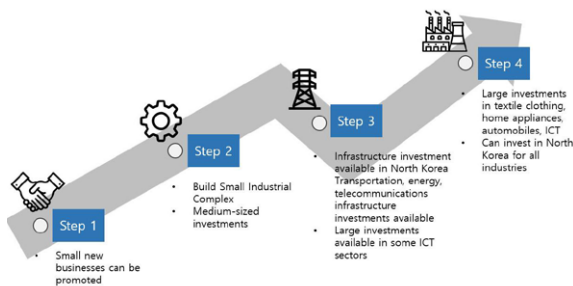 Step 1
• Small new
businesses can be
promoted
Step 2
• Build Small Industrial
Complex
• Medium-sized
investments
Step 3
• Infrastructure investment
available in North Korea
Transportation, energy,
telecommunications
infrastructure
investments available
• Large investments
available in some ICT
sectors
Step 4
• Large investments
in textile clothing,
home appliances,
automobiles, ICT
• Can invest in North
Korea for all
industries